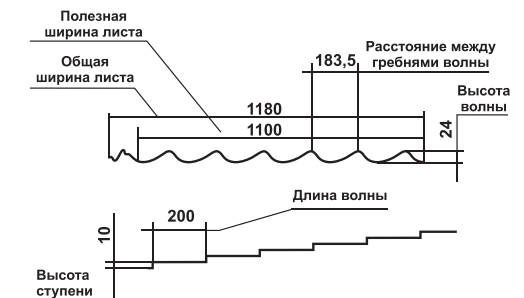 Полезная
ширина листа
Общая
ширина листа
183,5
Расстояние между
гребнями волны
Высота
волны
1180
1100
24
Длина волны
200
10
Высота
ступени